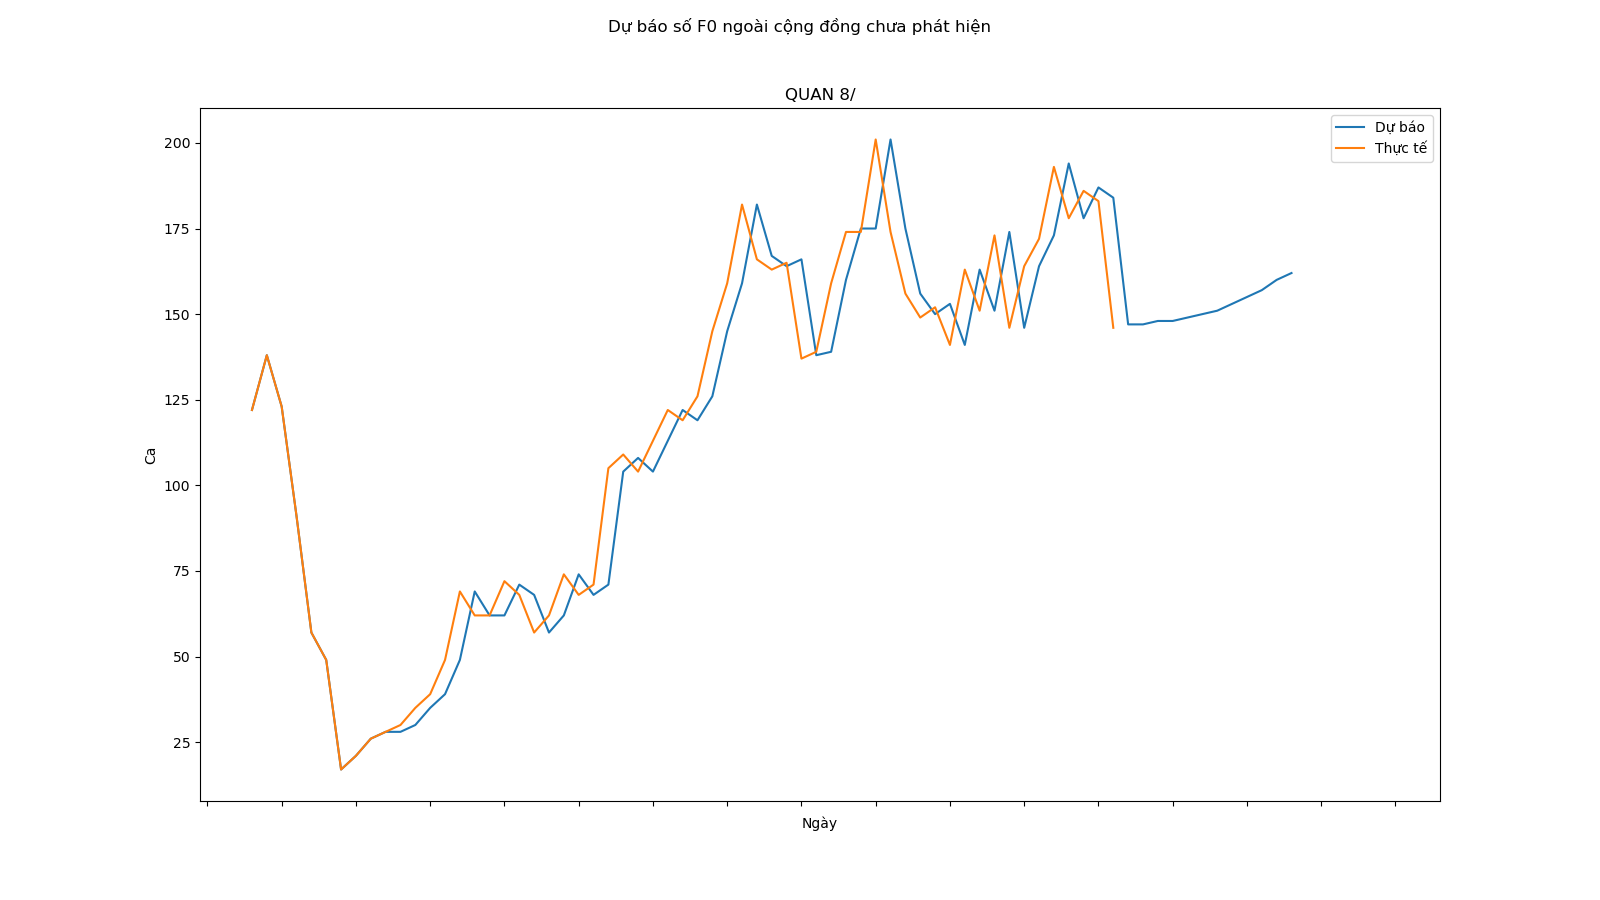 Dự báo số F0 ngoài cộng đồng chưa phát hiện
QUAN 8/
Dự báo
Thực tế
200
175
150
125
100
75
50
25
Ca
Ngày